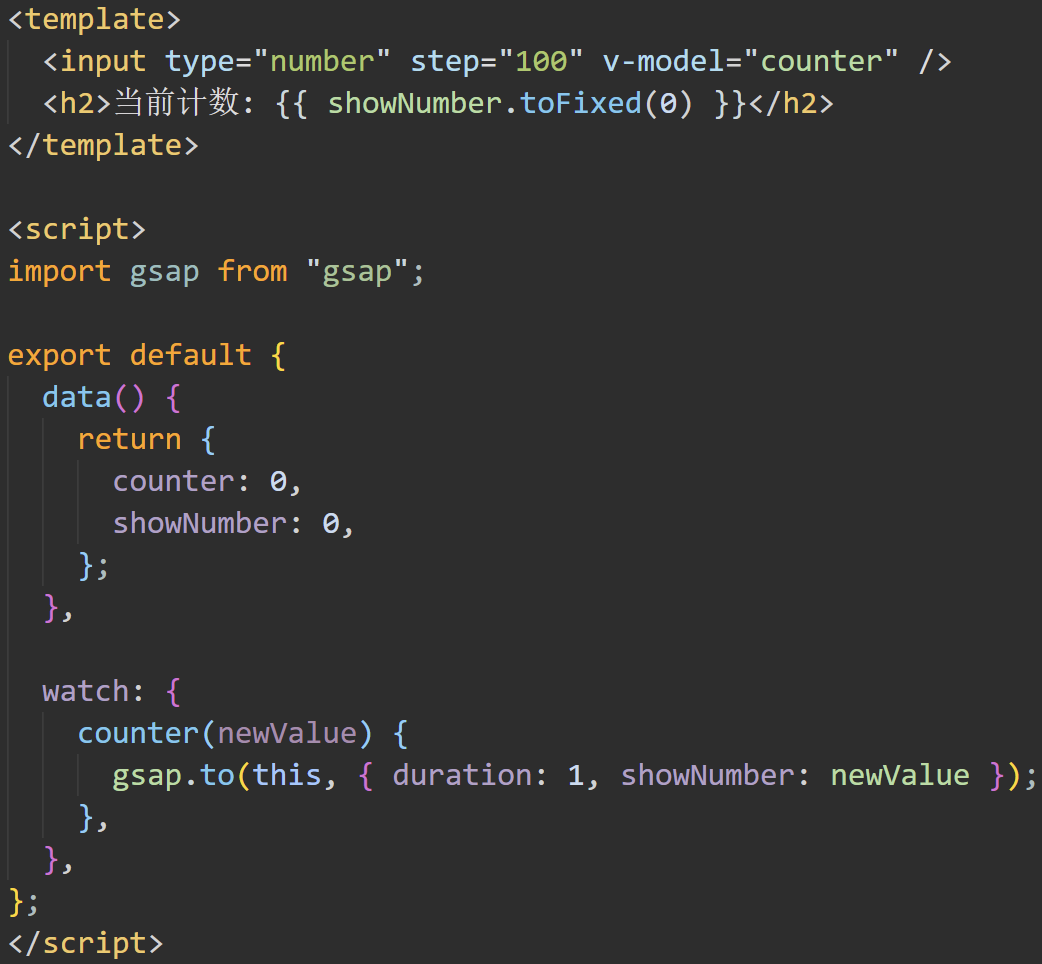 <template>
  <input type="number" step="100" v-model="counter" />
  <h2>当前计数: {{ showNumber.toFixed(0) }}</h2>
</template>

<script>
import gsap from "gsap";

export default {
  data() {
    return {
      counter: 0,
      showNumber: 0,
    };
  },

  watch: {
    counter(newValue) {
      gsap.to(this, { duration: 1, showNumber: newValue });
    },
  },
};
</script>